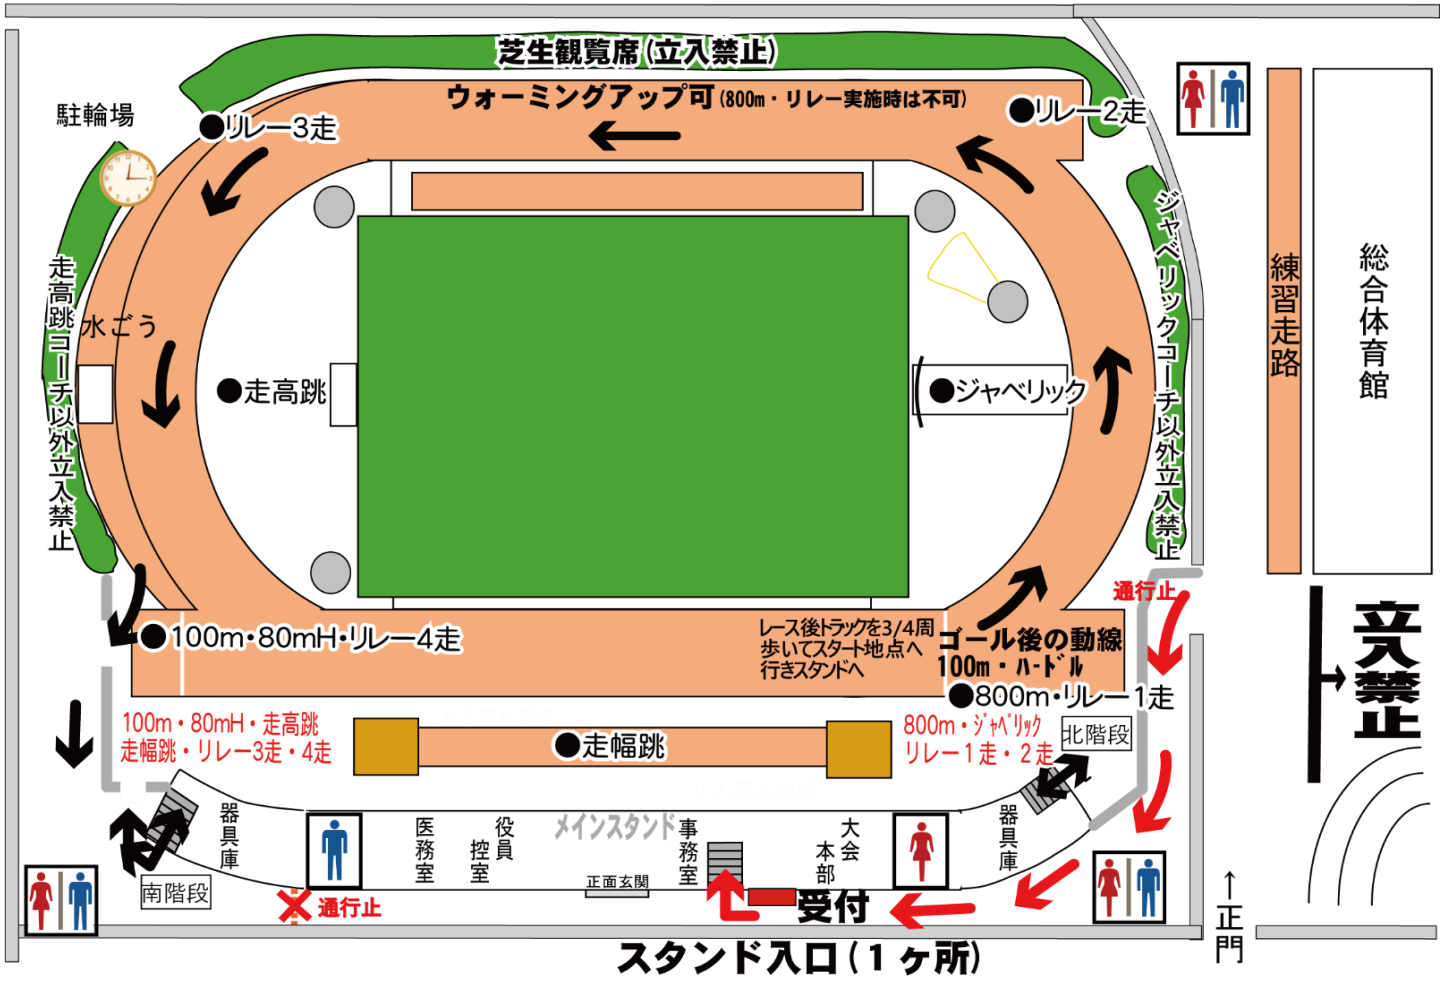 芝生観覧席(立入禁止)
ウォーミングアップ可(800m・リレー実施時は不可)
駐輪場
●リレー3走
●リレー2走
走高跳コーチ以外立入禁止
水ごう
●走高跳
●ジャベリック
ジャベリックコーチ以外立入禁止
練習走路
総合体育館
通行止
立入禁止
●100m・80mH・リレー4走
レース後トラックを3/4周
歩いてスタート地点へ
行きスタンドへ
ゴール後の動線
100m・ハードル
●800m・リレー1走
100m・80mH・走高跳
走幅跳・リレー3走・4走
●走幅跳
800m・ジャベリック
リレー1走・2走
北階段
器具庫
医務室
役員
控室
メインスタンド
事務室
大会
本部
器具庫
南階段
正面玄関
通行止
受付
↑正門
スタンド入口(1ヶ所)